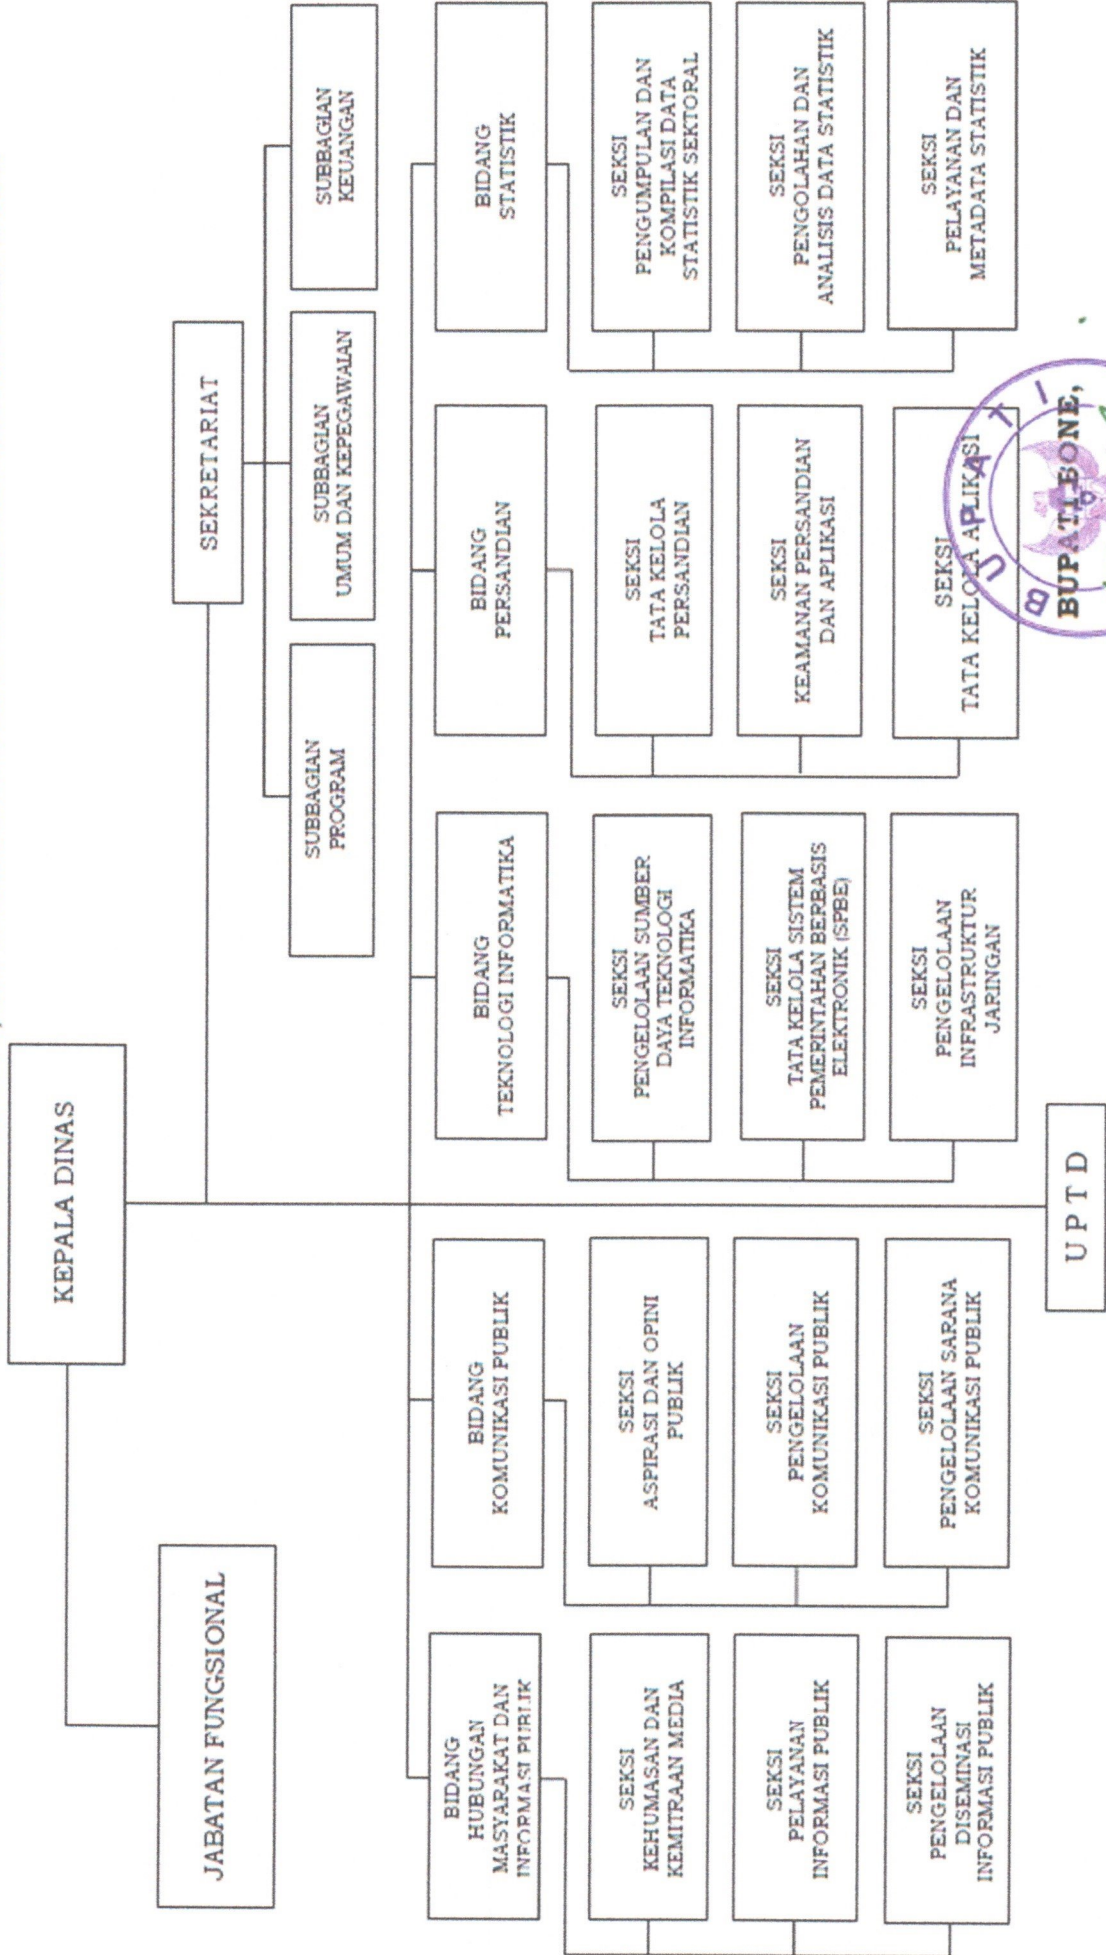 KEPALA DINAS
JABATAN FUNGSIONAL
SEKRETARIAT
SUBBAGIAN
PROGRAM
SUBBAGIAN
UMUM DAN KEPEGAWAIAN
SUBBAGIAN
KEUANGAN
BIDANG
HUBUNGAN
MASYARAKAT DAN
INFORMASI PUBLIK
SEKSI
KEHUMASAN DAN
KEMITRAAN MEDIA
SEKSI
PELAYANAN
INFORMASI PUBLIK
SEKSI
PENGELOLAAN
DISEMINASI
INFORMASI PUBLIK
BIDANG
KOMUNIKASI PUBLIK
SEKSI
ASPIRASI DAN OPINI
PUBLIK
SEKSI
PENGELOLAAN
KOMUNIKASI PUBLIK
SEKSI
PENGELOLAAN SARANA
KOMUNIKASI PUBLIK
BIDANG
TEKNOLOGI INFORMATIKA
SEKSI
PENGELOLAAN SUMBER
DAYA TEKNOLOGI
INFORMATIKA
SEKSI
TATA KELOLA SISTEM
PEMERINTAHAN BERBASIS
ELEKTRONIK (SPBE)
SEKSI
PENGELOLAAN
INFRASTRUKTUR
JARINGAN
BIDANG
PERSANDIAN
SEKSI
TATA KELOLA
PERSANDIAN
SEKSI
KEAMANAN PERSANDIAN
DAN APLIKASI
SEKSI
TATA KELOLA APLIKASI
BIDANG
STATISTIK
SEKSI
PENGUMPULAN DAN
KOMPILASI DATA
STATISTIK SEKTORAL
SEKSI
PENGOLAHAN DAN
ANALISIS DATA STATISTIK
SEKSI
PELAYANAN DAN
METADATA STATISTIK
U P T D
BUPATI
BUPATI BONE,